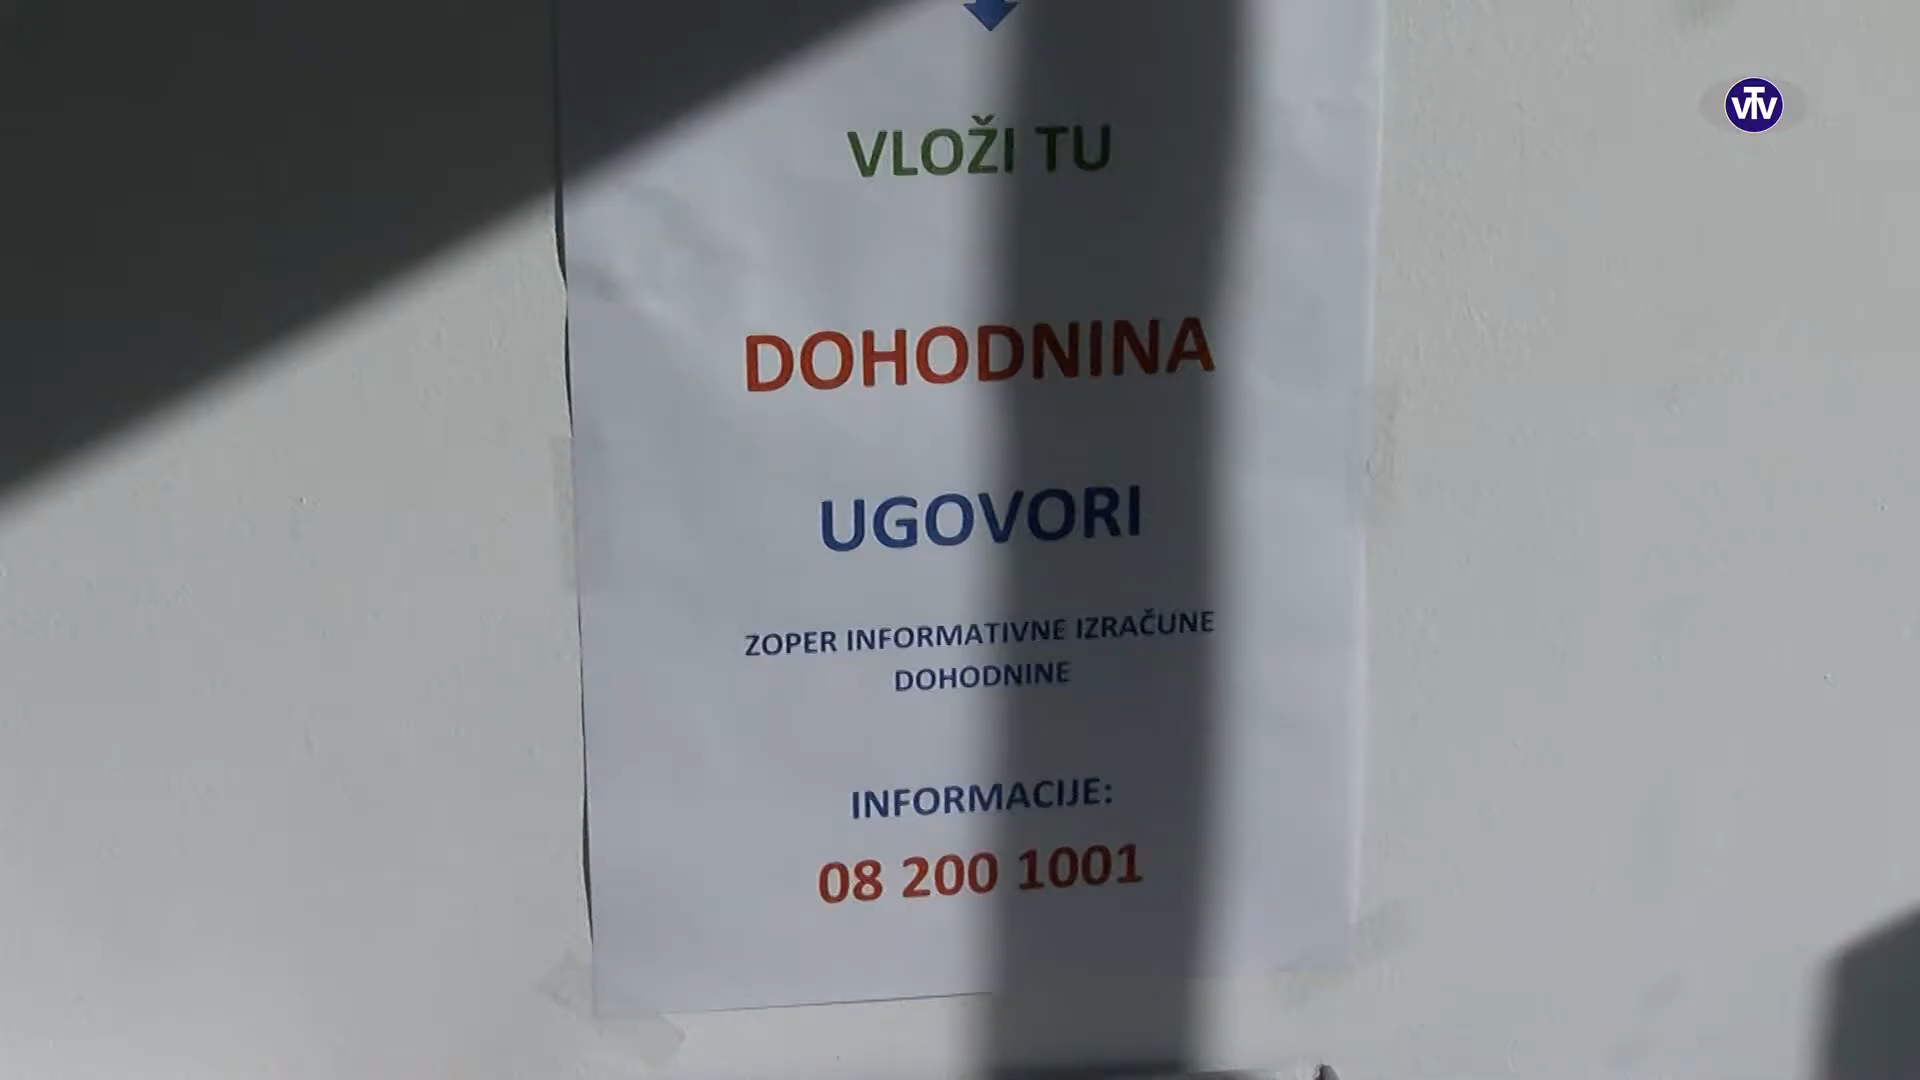 VTV
VLOŽI TU
DOHODNINA
UGOVORI
ZOPER INFORMATIVNE IZRAČUNE
DOHODNINE
INFORMACIJE:
08 200 1001